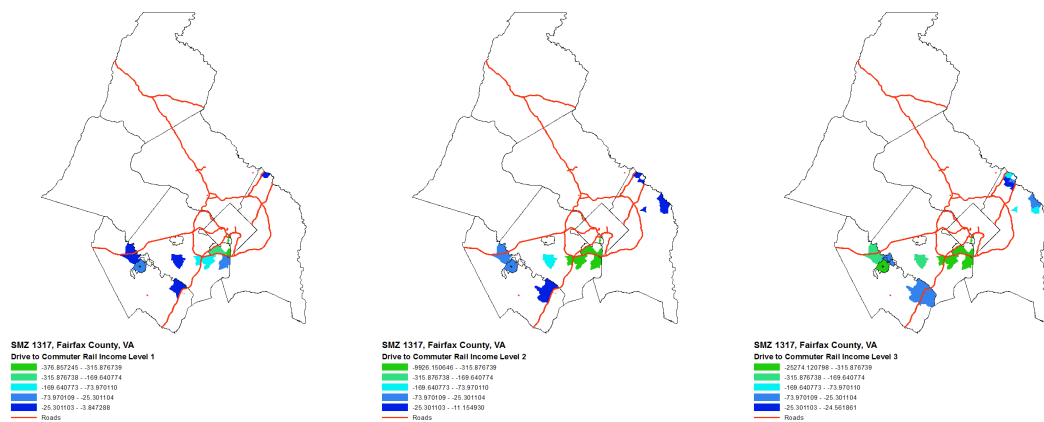 SMZ 1317, Fairfax County, VA
Drive to Commuter Rail Income Level 1
-376.857245 - -315.876739
-315.876738 - -169.640774
-169.640773 - -73.970110
-73.970109 - -25.301104
-25.301103 - -3.847288
Roads
SMZ 1317, Fairfax County, VA
Drive to Commuter Rail Income Level 2
-9926.150646 - -315.876739
-315.876738 - -169.640774
-169.640773 - -73.970110
-73.970109 - -25.301104
-25.301103 - -11.154930
Roads
SMZ 1317, Fairfax County, VA
Drive to Commuter Rail Income Level 3
-25274.120798 - -315.876739
-315.876738 - -169.640774
-169.640773 - -73.970110
-73.970109 - -25.301104
-25.301103 - -24.561861
Roads